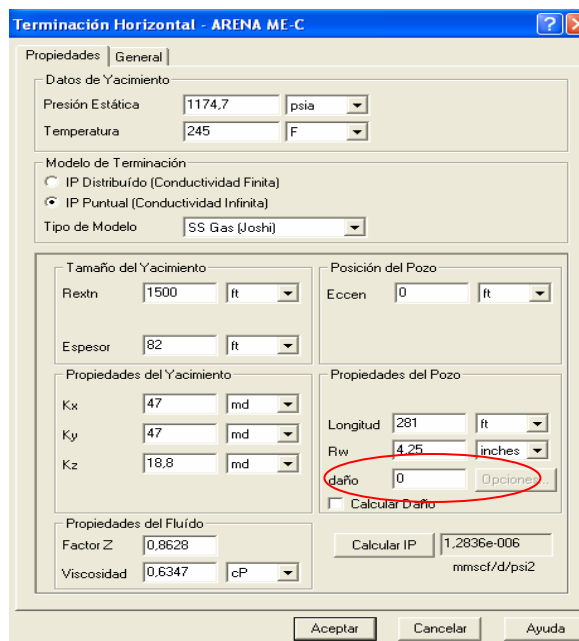 Terminación Horizontal - ARENA ME-C
Propiedades General
Datos de Yacimiento
Presión Estática 1174,7 psia
Temperatura 245 F
Modelo de Terminación
IP Distribuído (Conductividad Finita)
IP Puntual (Conductividad Infinita)
Tipo de Modelo SS Gas (Joshi)
Tamaño del Yacimiento
Rextn 1500 ft
Espesor 82 ft
Posición del Pozo
Eccen 0 ft
Propiedades del Yacimiento
Kx 47 md
Ky 47 md
Kz 18,8 md
Propiedades del Pozo
Longitud 281 ft
Rw 4,25 inches
daño 0 Opciones..
Calcular Daño
Propiedades del Fluído
Factor Z 0,8628
Viscosidad 0,6347 cP
Calcular IP 1,2836e-006
mmscf/d/psi2
Aceptar Cancelar Ayuda